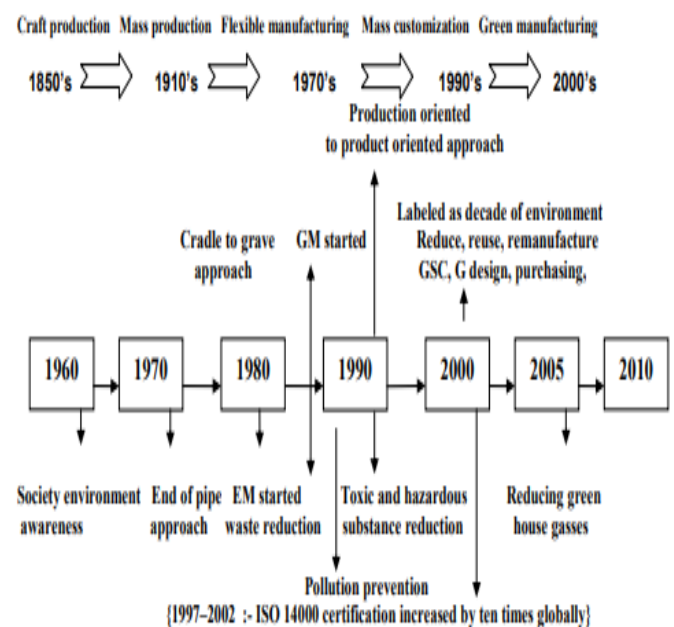 Craft production Mass production Flexible manufacturing Mass customization Green manufacturing
1850's 1910's 1970's 1990's 2000's
Production oriented
to product oriented approach
Labeled as decade of environment
Reduce, reuse, remanufacture
GSC, G design, purchasing,
Cradle to grave
approach
GM started
1960 1970 1980 1990 2000 2005 2010
Society environment
awareness
End of pipe
approach
EM started
waste reduction
Toxic and hazardous
substance reduction
Reducing green
house gasses
Pollution prevention
{1997–2002 :- ISO 14000 certification increased by ten times globally}